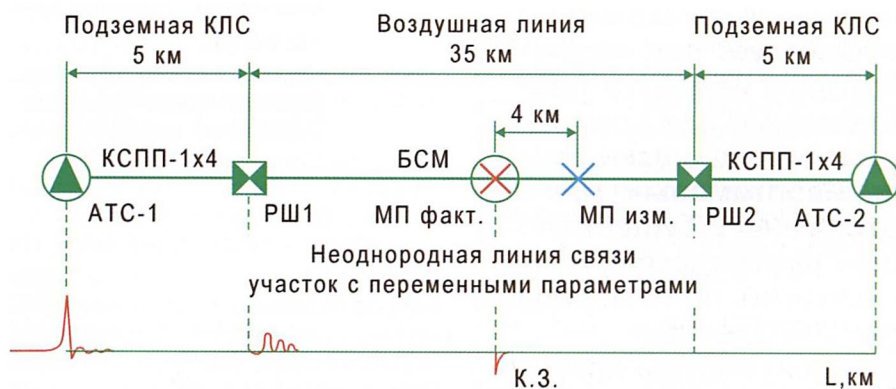 Подземная КЛС
5 км
Воздушная линия
35 км
Подземная КЛС
5 км
4 км
КСПП-1х4
БСМ
КСПП-1х4
АТС-1
РШ1
МП факт.
МП изм.
РШ2
АТС-2
Неоднородная линия связи
участок с переменными параметрами
К.З.
L,км